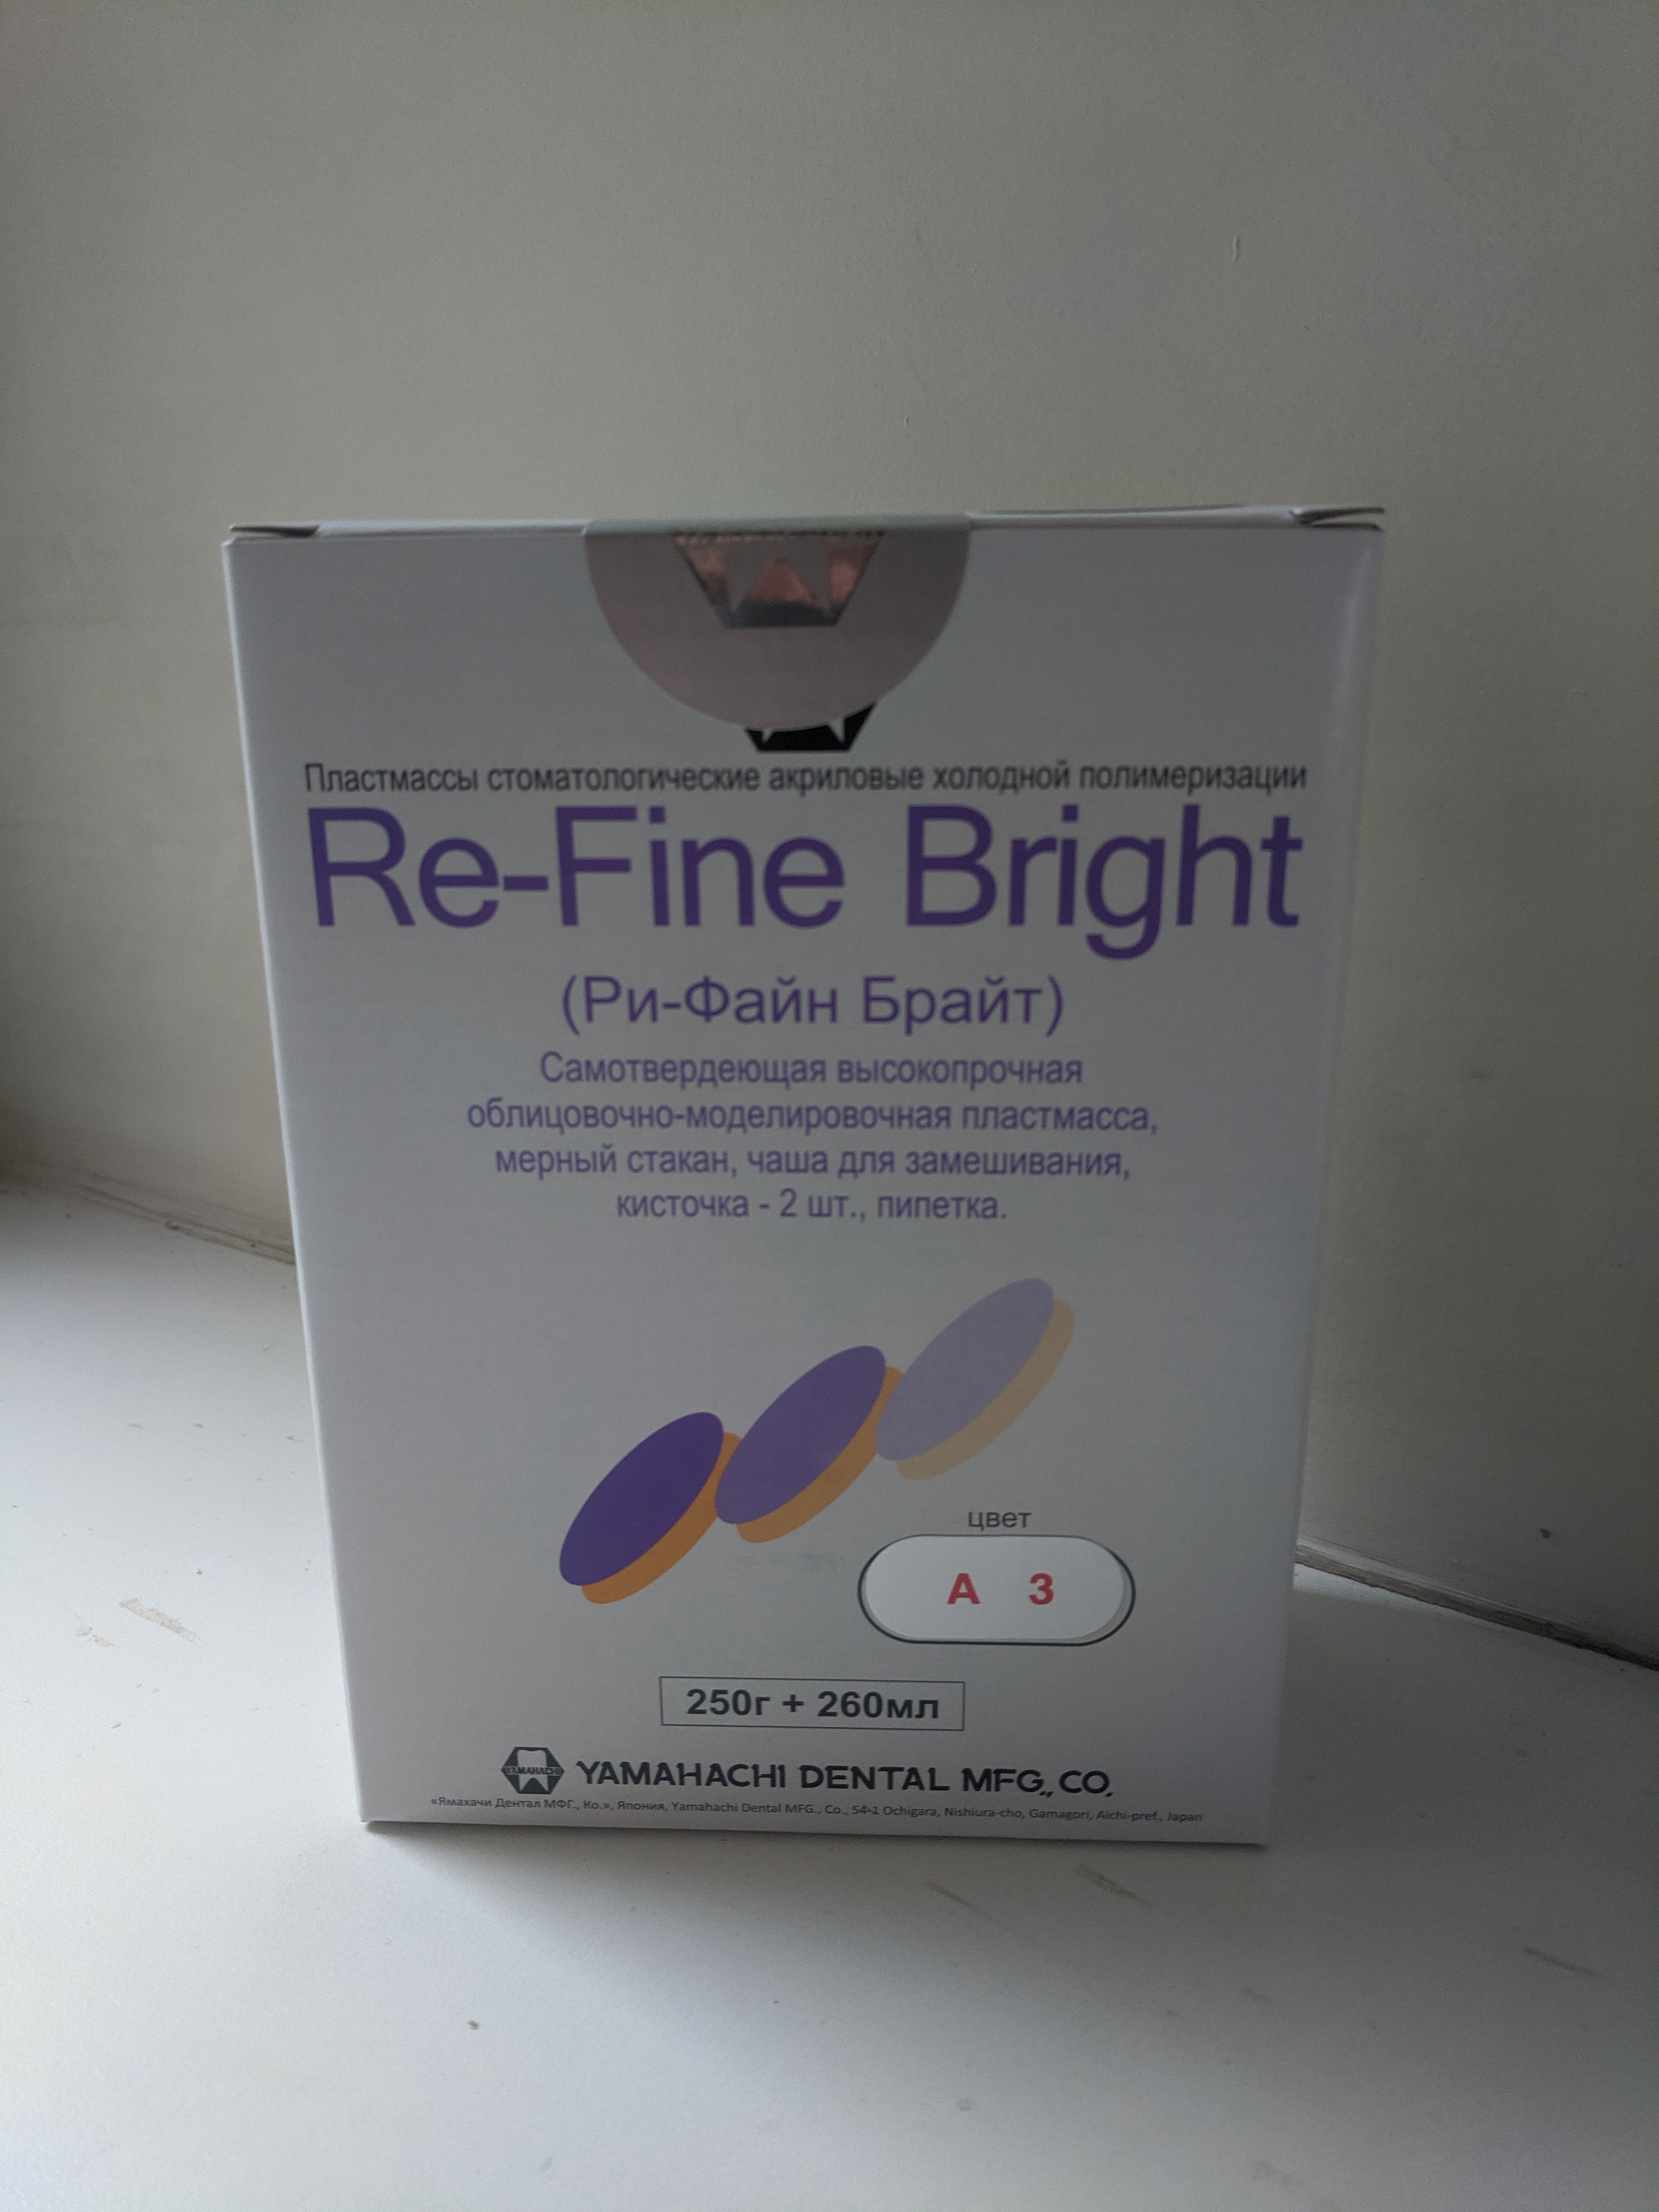 Пластмассы стоматологические акриловые холодной полимеризации
Re-Fine Bright
(Ри-Файн Брайт)
Самотвердеющая высокопрочная
облицовочно-моделировочная пластмасса,
мерный стакан, чаша для замешивания,
кисточка - 2 шт., пипетка.
цвет
A 3
250г + 260мл
YAMAHACHI YAMAHACHI DENTAL MFG., CO.
«Ямахачи Дентал МФГ., Ко.», Япония, Yamahachi Dental MFG., Co., 54-1 Ochigara, Nishiura-cho, Gamagori, Aichi-pref., Japan